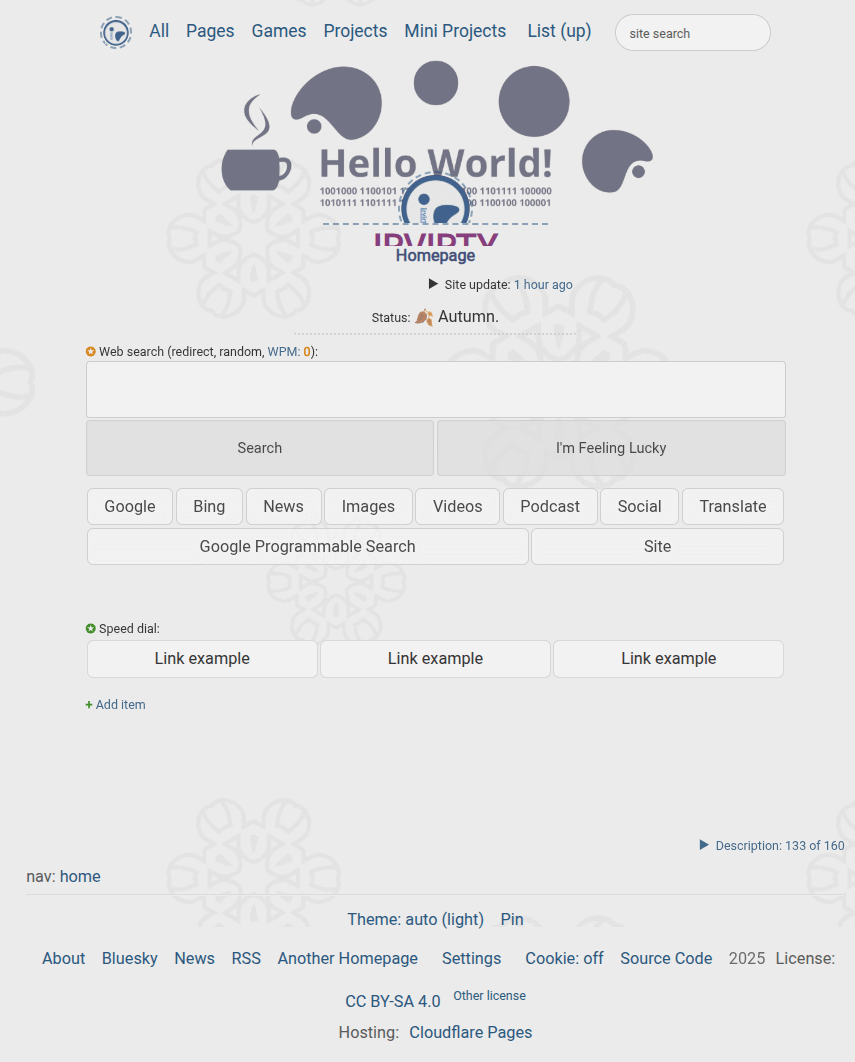 All Pages Games Projects Mini Projects List (up) site search
Hello World!
1001000 1100101 1101111 100000
1010111 1101111 1100100 100001
Homepage
Site update: 1 hour ago
Status: 🍂 Autumn.
Web search (redirect, random, WPM: 0):
Search I'm Feeling Lucky
Google Bing News Images Videos Podcast Social Translate
Google Programmable Search Site
Speed dial:
Link example Link example Link example
+ Add item
Description: 133 of 160
nav: home
Theme: auto (light) Pin
About Bluesky News RSS Another Homepage Settings Cookie: off Source Code 2025 License:
CC BY-SA 4.0 Other license
Hosting: Cloudflare Pages